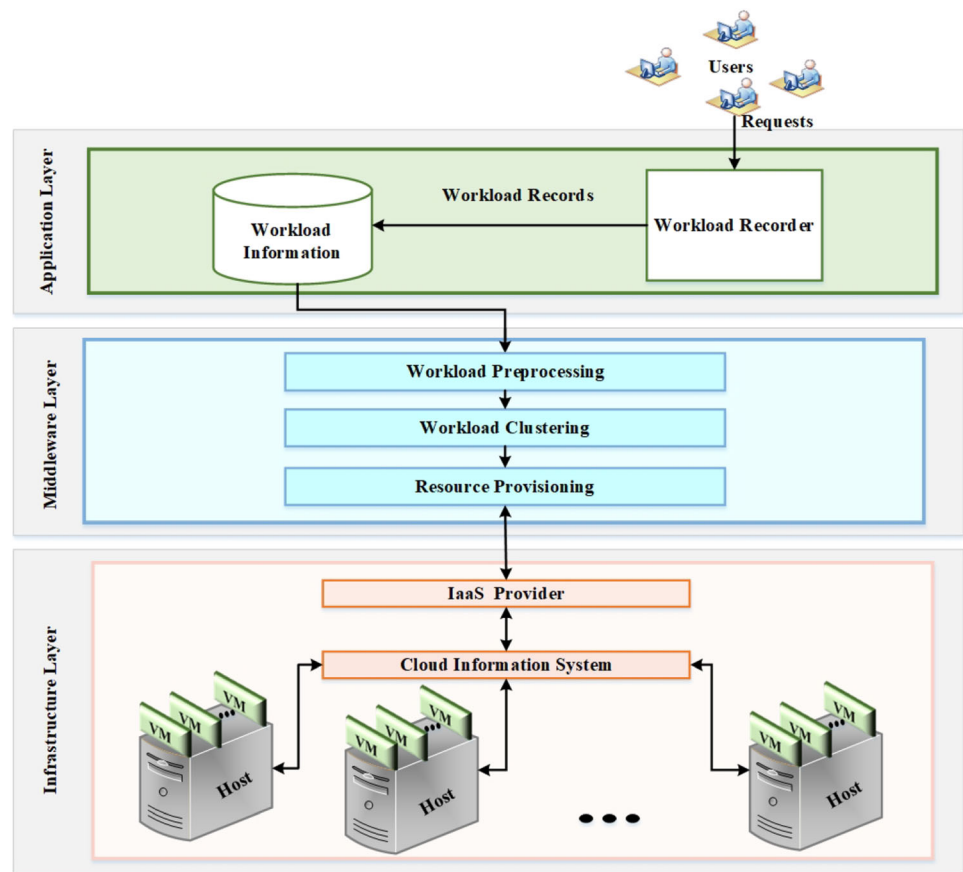 Users
Requests
Application Layer
Workload Records
Workload
Information
Workload Recorder
Middleware Layer
Workload Preprocessing
Workload Clustering
Resource Provisioning
Infrastructure Layer
IaaS Provider
Cloud Information System
VM
VM
VM
Host
VM
VM
VM
Host
VM
VM
VM
Host